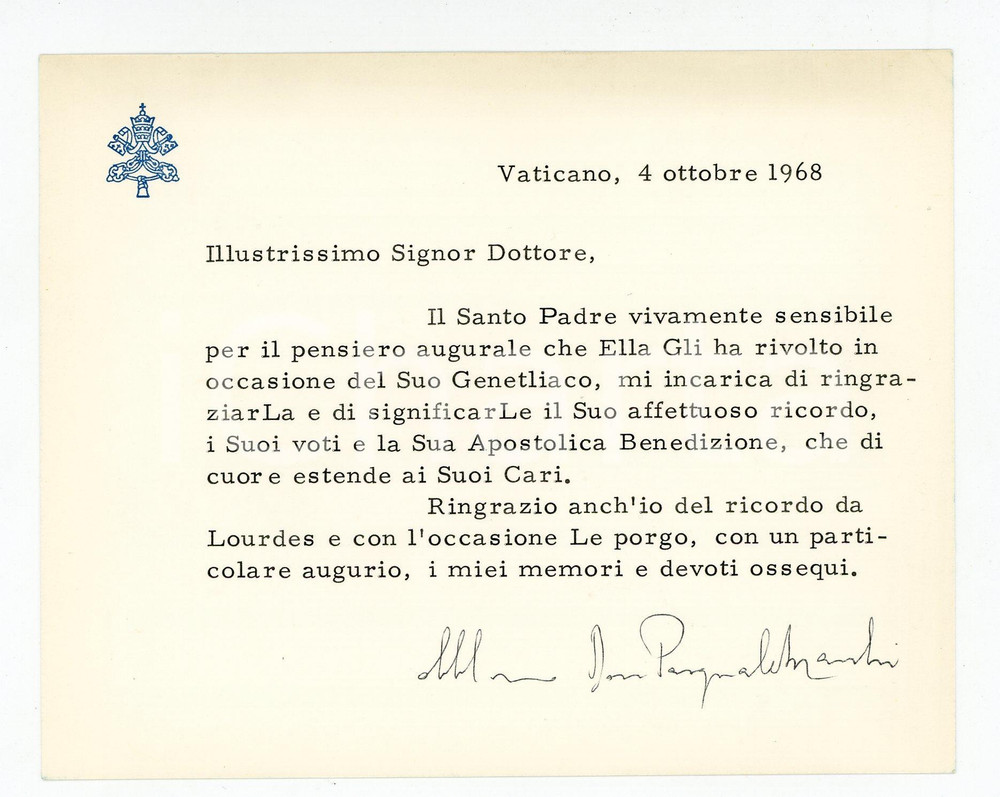 Vaticano, 4 ottobre 1968
Illustrissimo Signor Dottore,
Il Santo Padre vivamente sensibile
per il pensiero augurale che Ella Gli ha rivolto in
occasione del Suo Genetliaco, mi incarica di ringra-
ziarLa e di significarLe il Suo affettuoso ricordo,
i Suoi voti e la Sua Apostolica Benedizione, che di
cuore estende ai Suoi Cari.
Ringrazio anch'io del ricordo da
Lourdes e con l'occasione Le porgo, con un parti-
colare augurio, i miei memori e devoti ossequi.
Don Pasquale Macchi